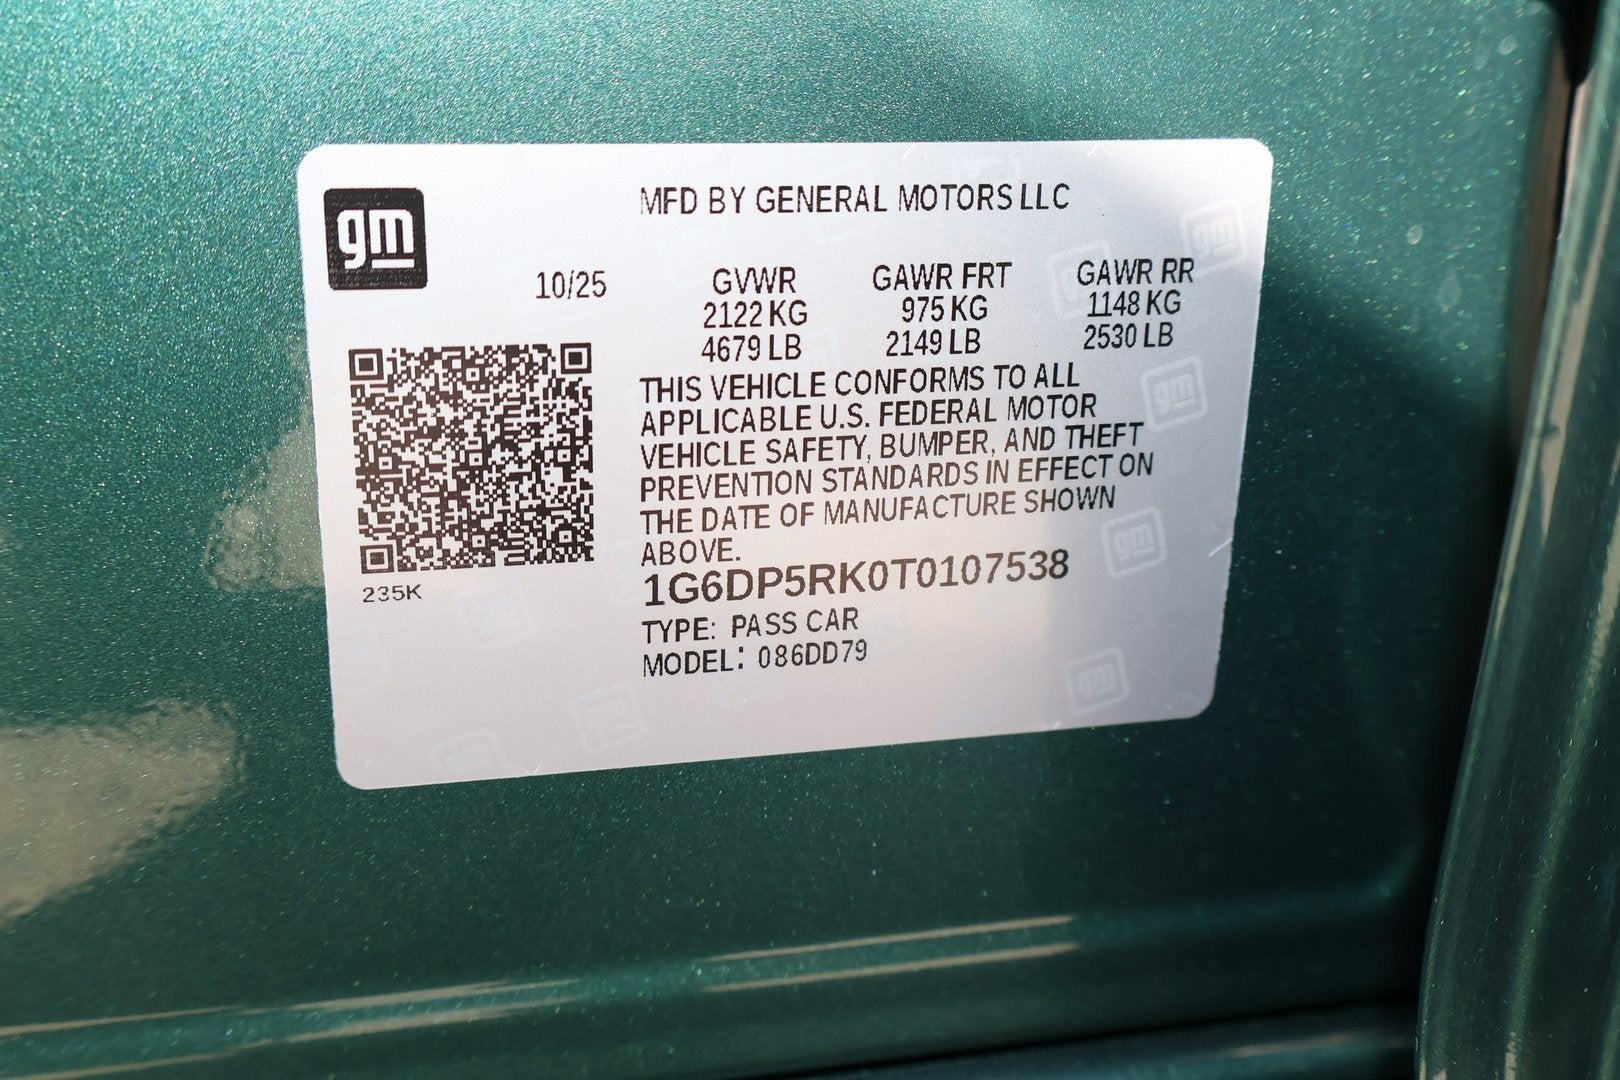 gm
MFD BY GENERAL MOTORS LLC
10/25
GVWR GAWR FRT GAWR RR
2122 KG 975 KG 1148 KG
4679 LB 2149 LB 2530 LB
THIS VEHICLE CONFORMS TO ALL
APPLICABLE U.S. FEDERAL MOTOR
VEHICLE SAFETY, BUMPER, AND THEFT
PREVENTION STANDARDS IN EFFECT ON
THE DATE OF MANUFACTURE SHOWN
ABOVE.
235K
1G6DP5RK0T0107538
TYPE: PASS CAR
MODEL: 086DD79